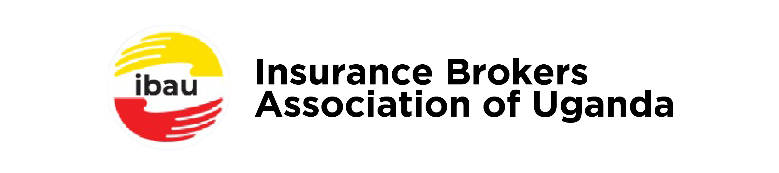 ibau
Insurance Brokers
Association of Uganda